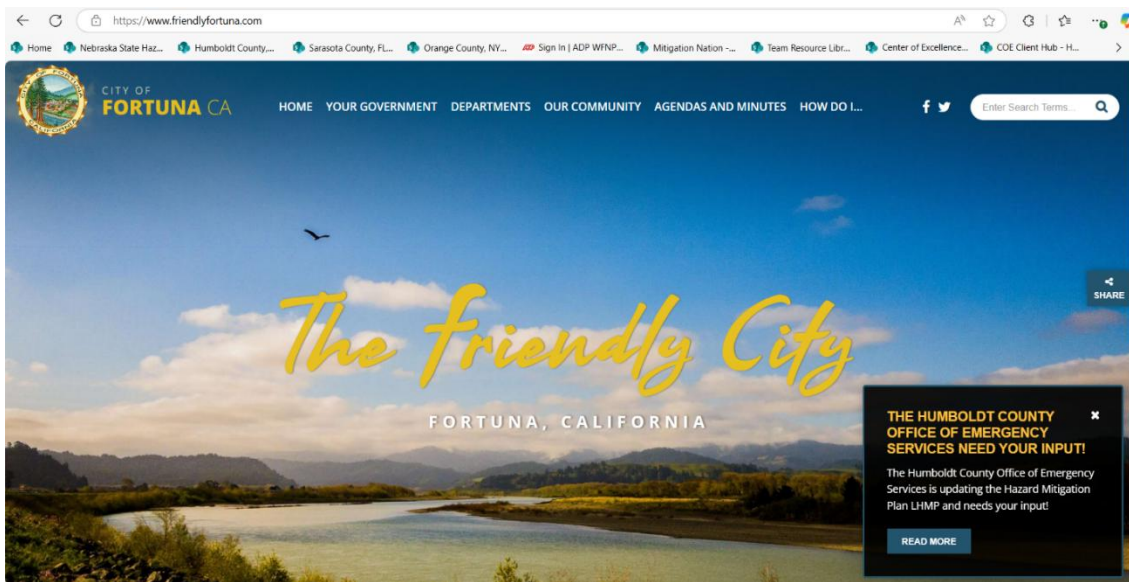 https://www.friendlyfortuna.com
Home Nebraska State Haz... Humboldt County,... Sarasota County, FL... Orange County, NY... Sign In | ADP WFNP... Mitigation Nation -... Team Resource Libr... Center of Excellence... COE Client Hub - H...
CITY OF
FORTUNA CA
HOME YOUR GOVERNMENT DEPARTMENTS OUR COMMUNITY AGENDAS AND MINUTES HOW DO I...
Enter Search Terms...
SHARE
The Friendly City
FORTUNA, CALIFORNIA
THE HUMBOLDT COUNTY
OFFICE OF EMERGENCY
SERVICES NEED YOUR INPUT!
The Humboldt County Office of Emergency
Services is updating the Hazard Mitigation
Plan LHMP and needs your input!
READ MORE